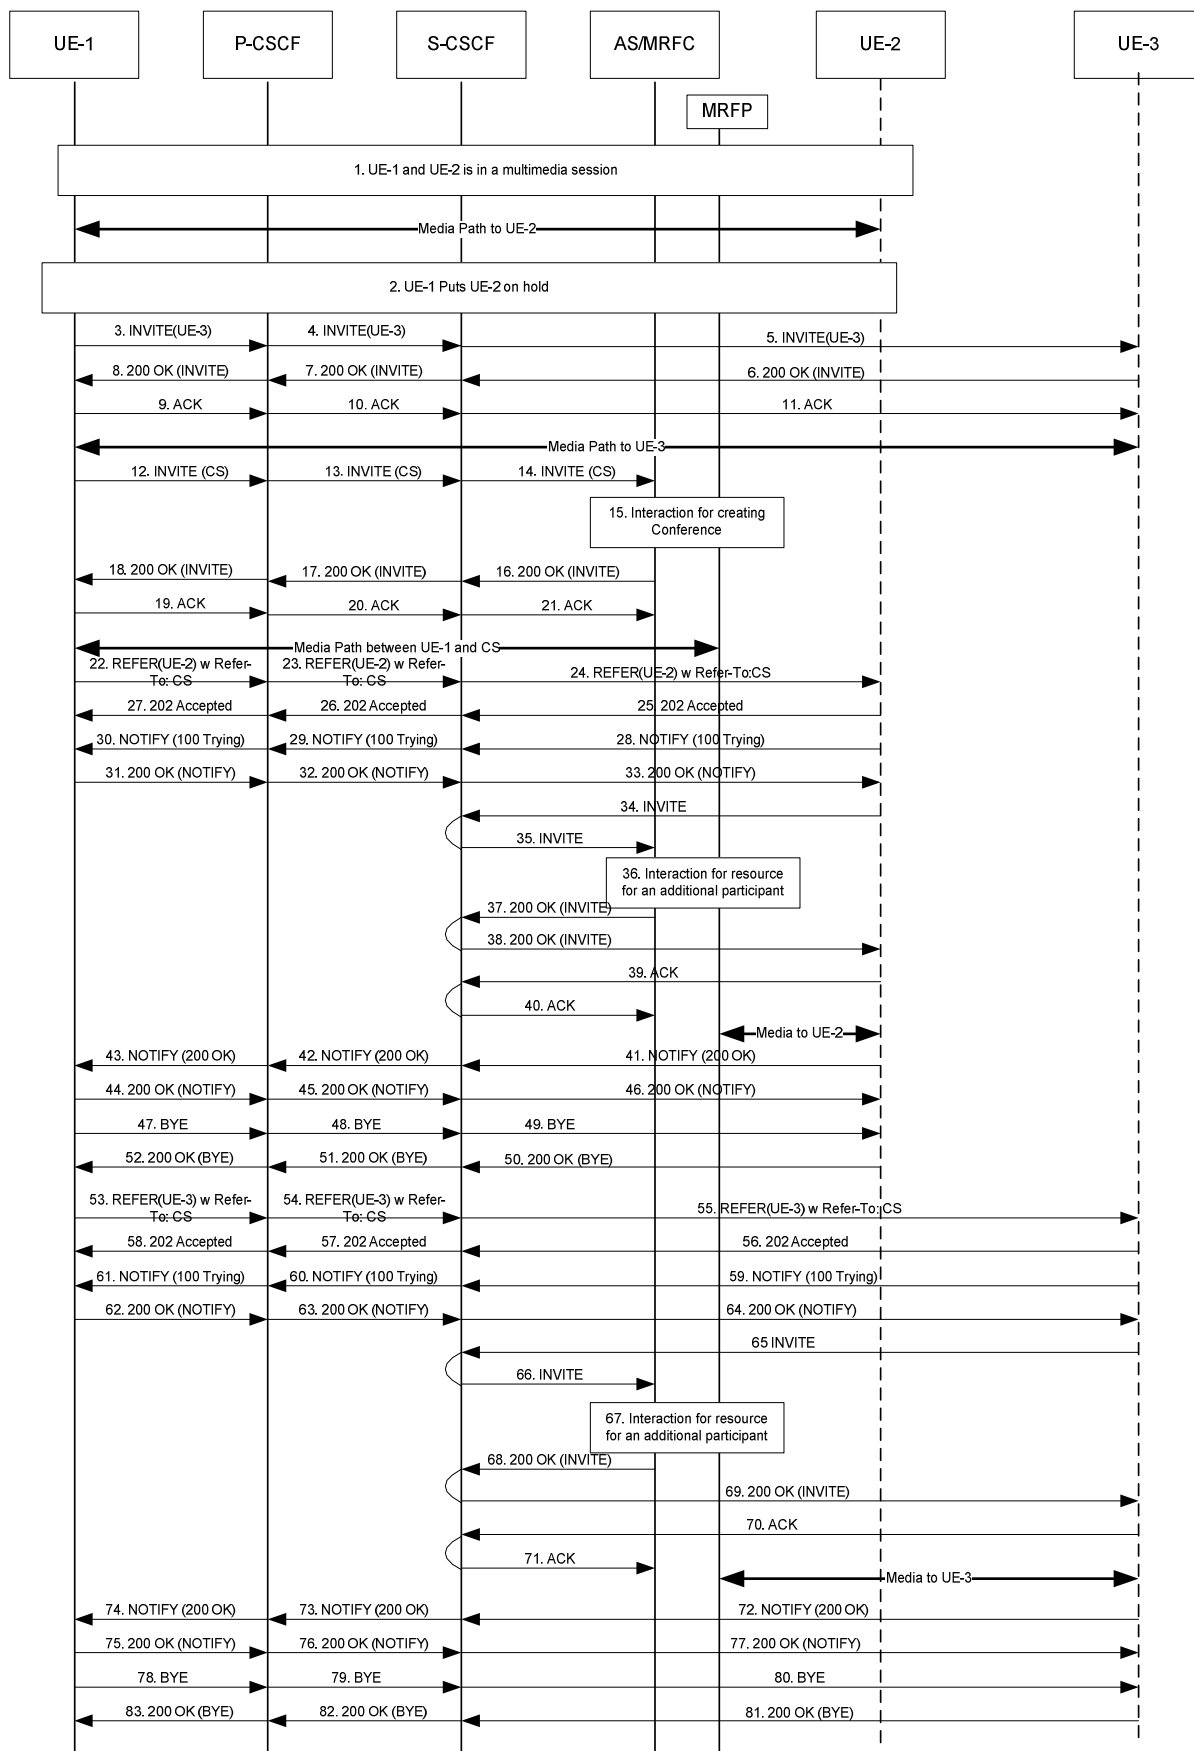 UE-1
P-CSCF
S-CSCF
AS/MRFC
UE-2
UE-3
MRFP
1. UE-1 and UE-2 is in a multimedia session
Media Path to UE-2
2. UE-1 Puts UE-2 on hold
3. INVITE(UE-3)
4. INVITE(UE-3)
5. INVITE(UE-3)
8. 200 OK (INVITE)
7. 200 OK (INVITE)
6. 200 OK (INVITE)
9. ACK
10. ACK
11. ACK
Media Path to UE-3
12. INVITE (CS)
13. INVITE (CS)
14. INVITE (CS)
15. Interaction for creating
Conference
18. 200 OK (INVITE)
17. 200 OK (INVITE)
16. 200 OK (INVITE)
19. ACK
20. ACK
21. ACK
Media Path between UE-1 and CS
22. REFER(UE-2) w Refer-
To: CS
23. REFER(UE-2) w Refer-
To: CS
24. REFER(UE-2) w Refer-To:CS
27. 202 Accepted
26. 202 Accepted
25. 202 Accepted
30. NOTIFY (100 Trying)
29. NOTIFY (100 Trying)
28. NOTIFY (100 Trying)
31. 200 OK (NOTIFY)
32. 200 OK (NOTIFY)
33. 200 OK (NOTIFY)
34. INVITE
35. INVITE
36. Interaction for resource
for an additional participant
37. 200 OK (INVITE)
38. 200 OK (INVITE)
39. ACK
40. ACK
Media to UE-2
43. NOTIFY (200 OK)
42. NOTIFY (200 OK)
41. NOTIFY (200 OK)
44. 200 OK (NOTIFY)
45. 200 OK (NOTIFY)
46. 200 OK (NOTIFY)
47. BYE
48. BYE
49. BYE
52. 200 OK (BYE)
51. 200 OK (BYE)
50. 200 OK (BYE)
53. REFER(UE-3) w Refer-
To: CS
54. REFER(UE-3) w Refer-
To: CS
55. REFER(UE-3) w Refer-To: CS
58. 202 Accepted
57. 202 Accepted
56. 202 Accepted
61. NOTIFY (100 Trying)
60. NOTIFY (100 Trying)
59. NOTIFY (100 Trying)
62. 200 OK (NOTIFY)
63. 200 OK (NOTIFY)
64. 200 OK (NOTIFY)
65 INVITE
66. INVITE
67. Interaction for resource
for an additional participant
68. 200 OK (INVITE)
69. 200 OK (INVITE)
70. ACK
71. ACK
Media to UE-3
74. NOTIFY (200 OK)
73. NOTIFY (200 OK)
72. NOTIFY (200 OK)
75. 200 OK (NOTIFY)
76. 200 OK (NOTIFY)
77. 200 OK (NOTIFY)
78. BYE
79. BYE
80. BYE
83. 200 OK (BYE)
82. 200 OK (BYE)
81. 200 OK (BYE)